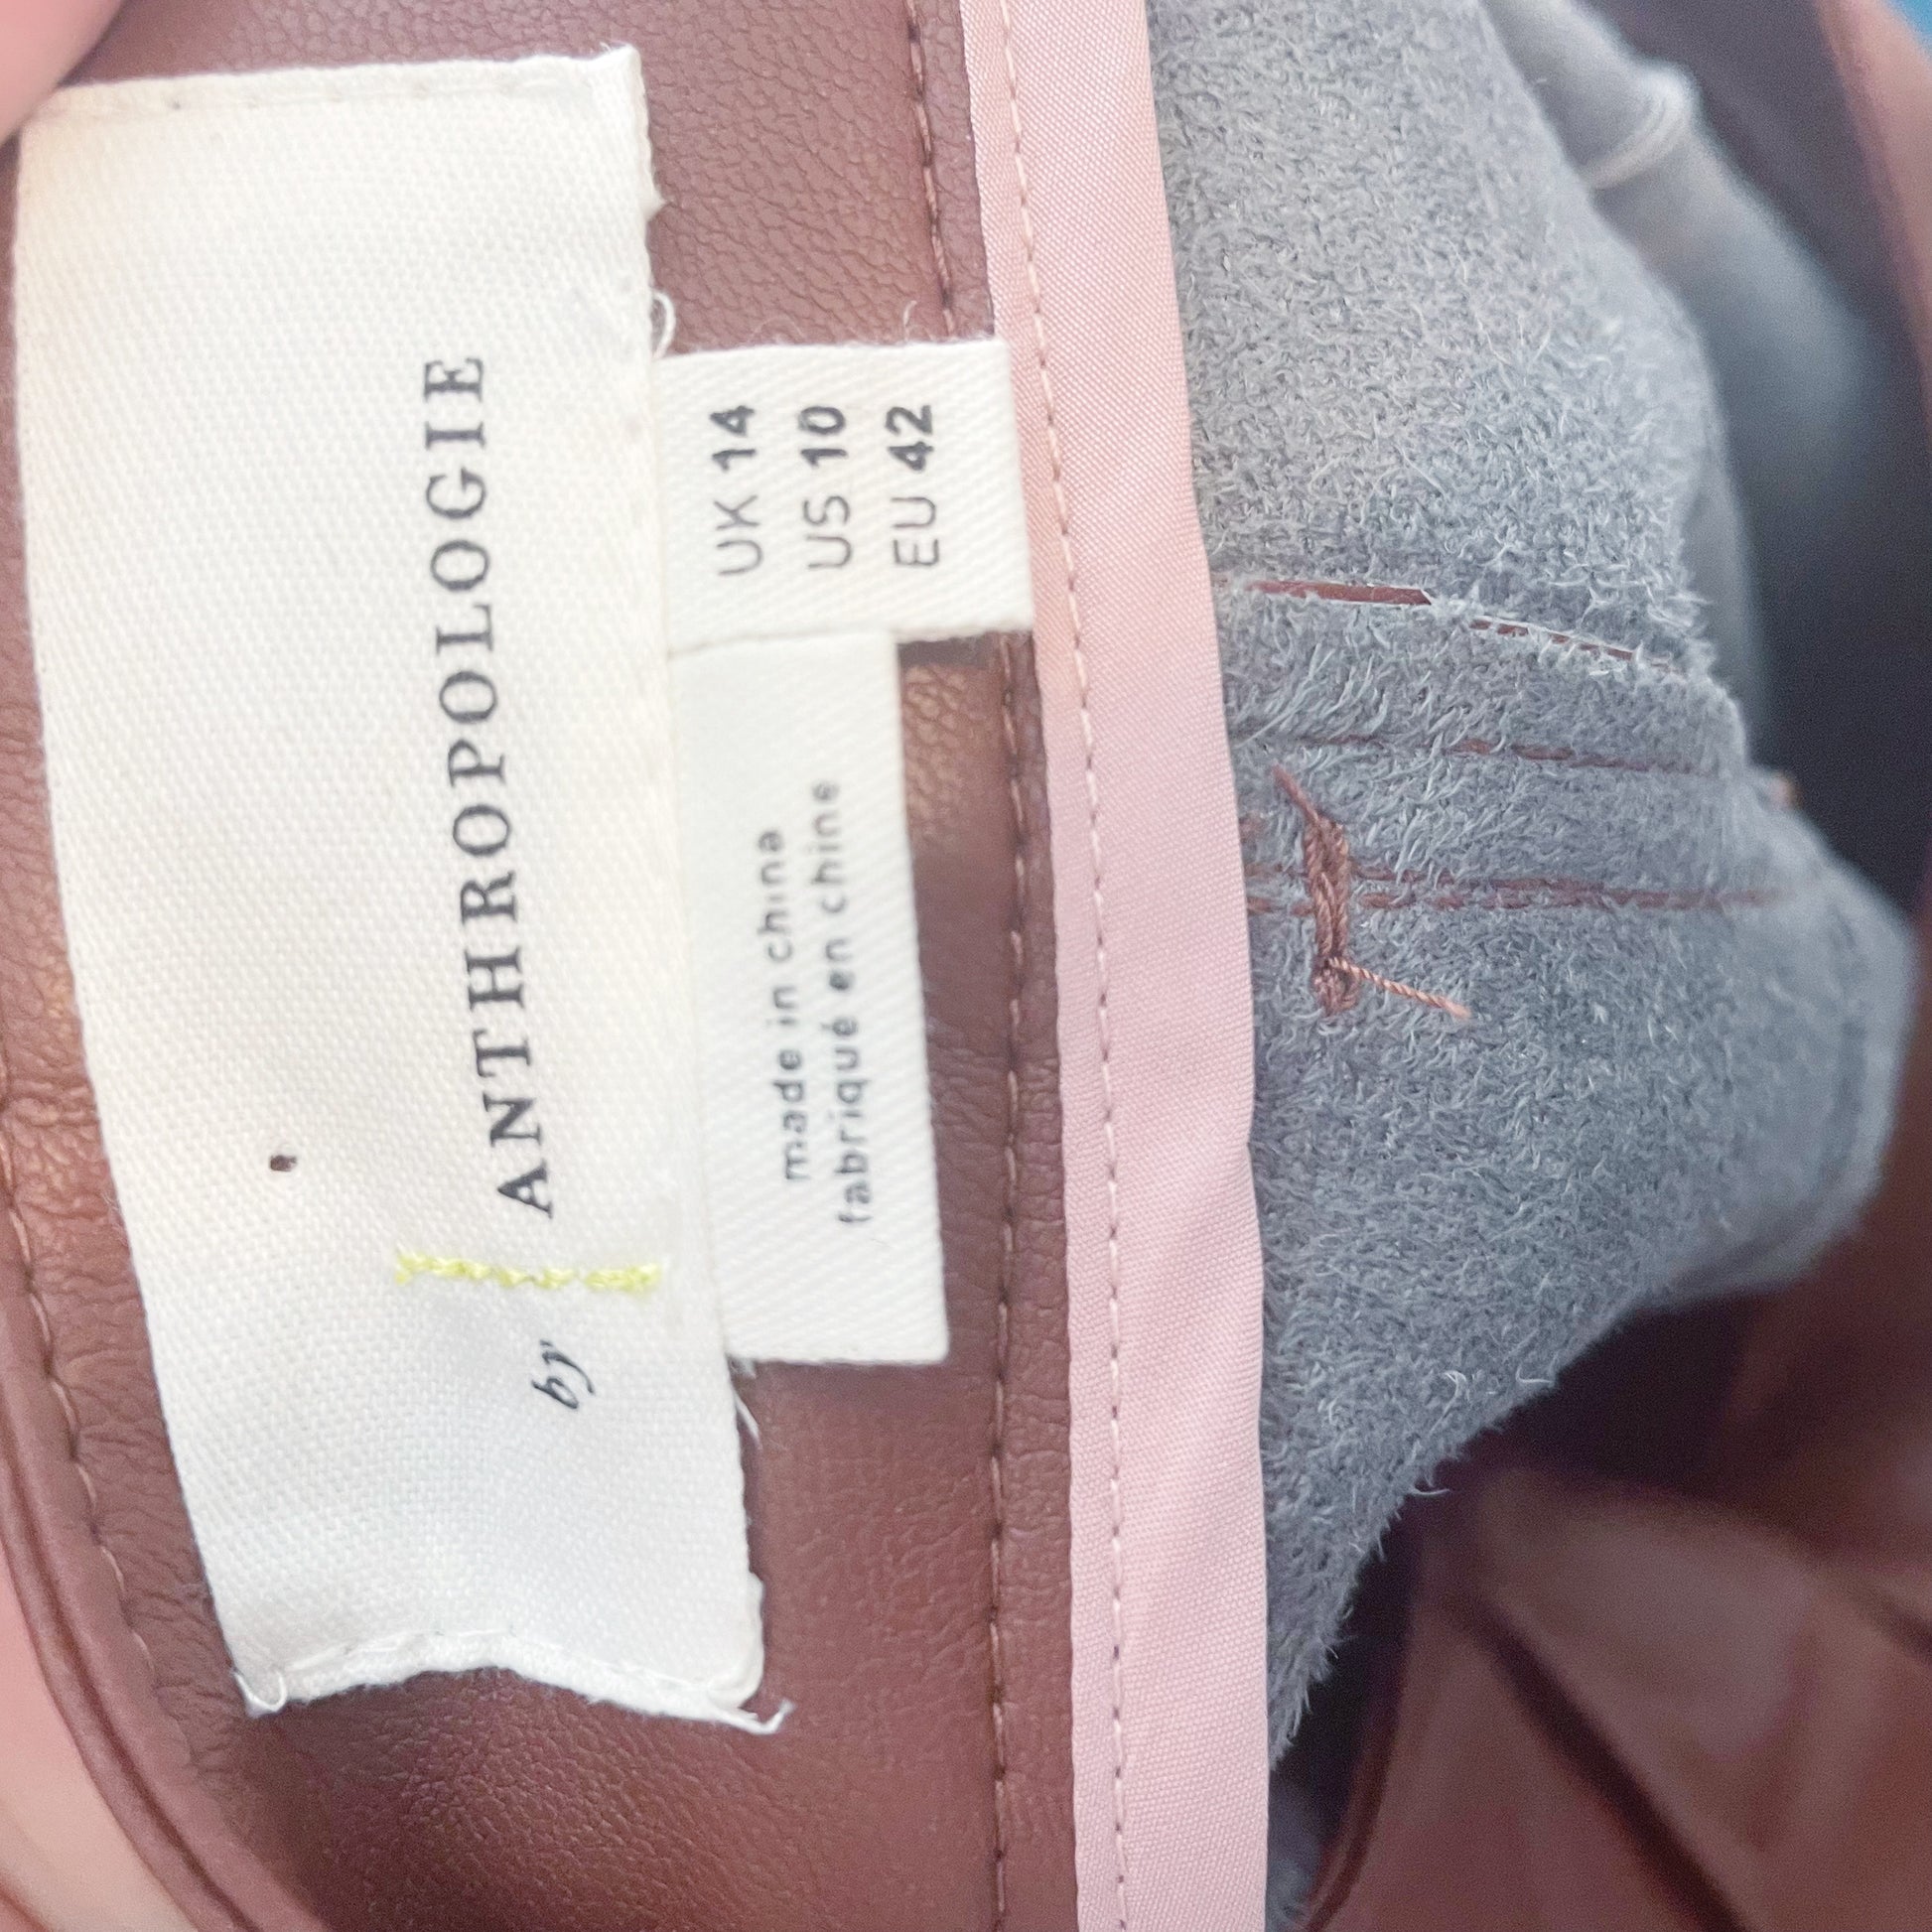 by ANTHROPOLOGIE
UK 14
US 10
EU 42
made in china
fabriqué en chine